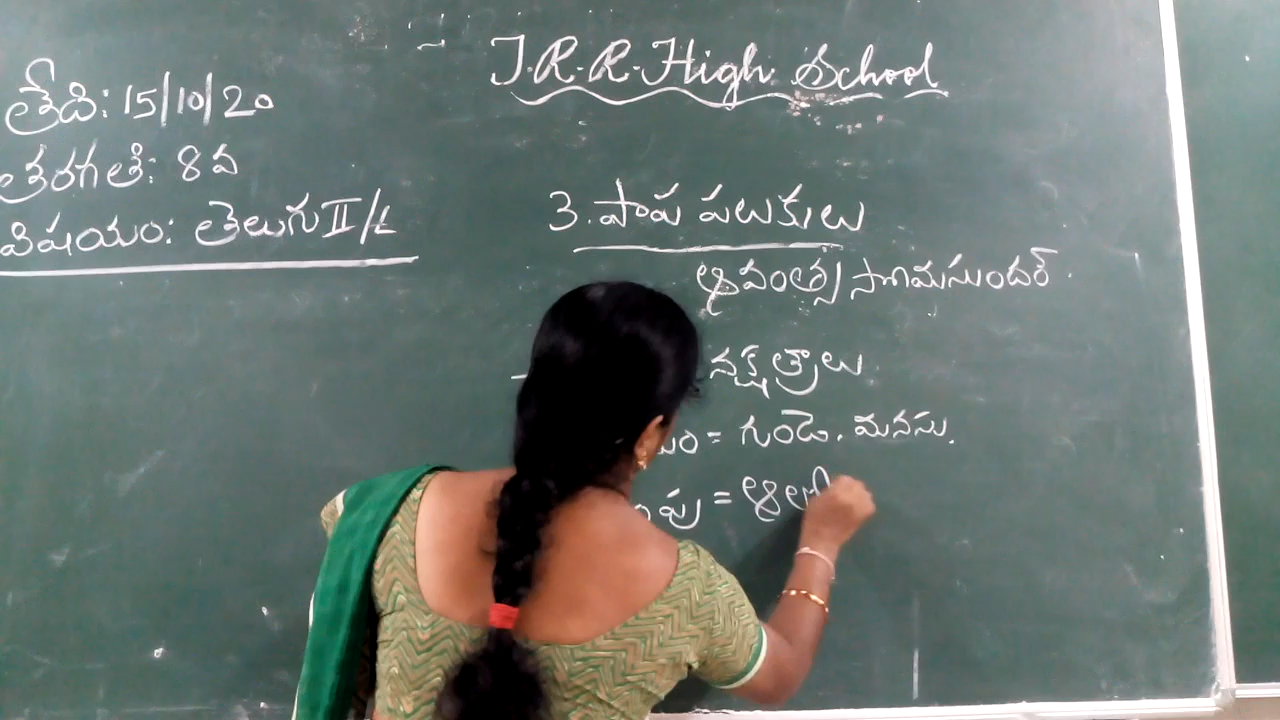 T.R.R. High School
తేది: 15/10/20
తరగతి: 8వ
విషయం: తెలుగు II/L
3. పాప పలుకులు
ఆవంత్స సోమసుందర్
నక్షత్రాలు
= గుండె. మనసు.
=